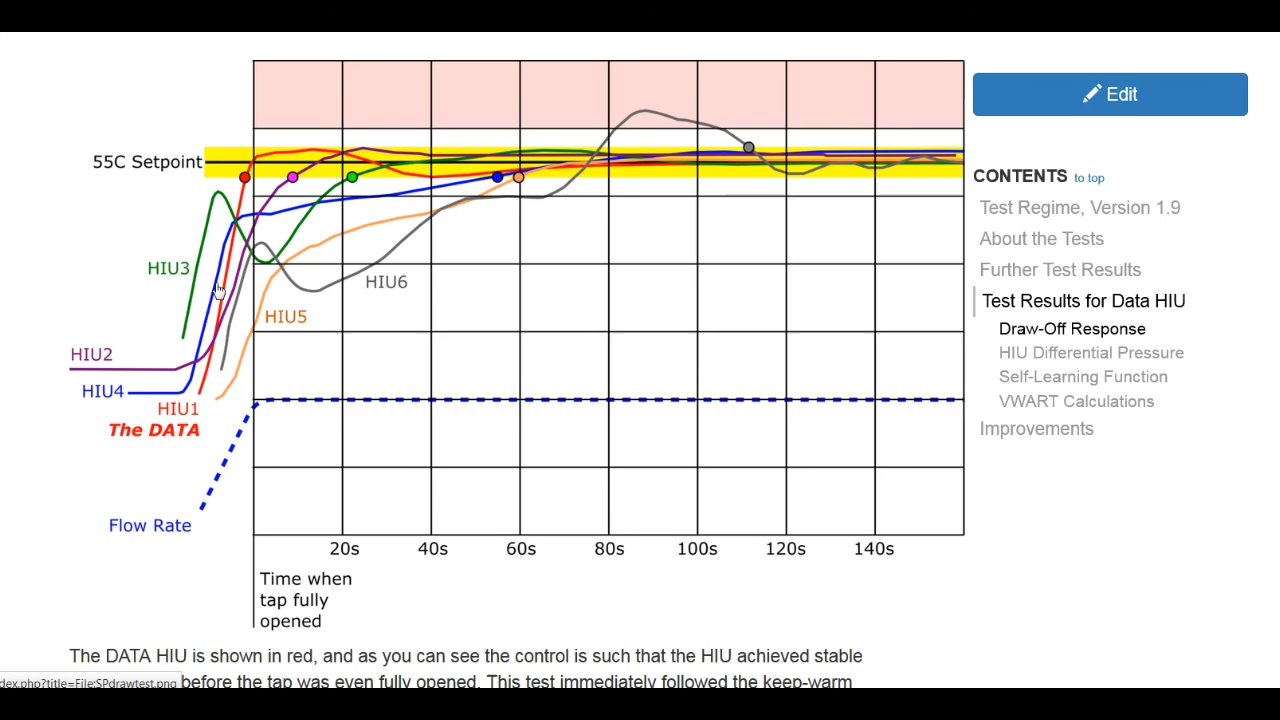 Edit
55C Setpoint
CONTENTS to top
Test Regime, Version 1.9
About the Tests
HIU3
HIU6
Further Test Results
Test Results for Data HIU
HIU5
Draw-Off Response
HIU2
HIU Differential Pressure
HIU4
Self-Learning Function
HIU1
VWART Calculations
The DATA
Improvements
Flow Rate
20s 40s 60s 80s 100s 120s 140s
Time when
tap fully
opened
The DATA HIU is shown in red, and as you can see the control is such that the HIU achieved stable
dex.php?title=File:SPdrawtest.png before the tap was even fully opened. This test immediately followed the keep-warm